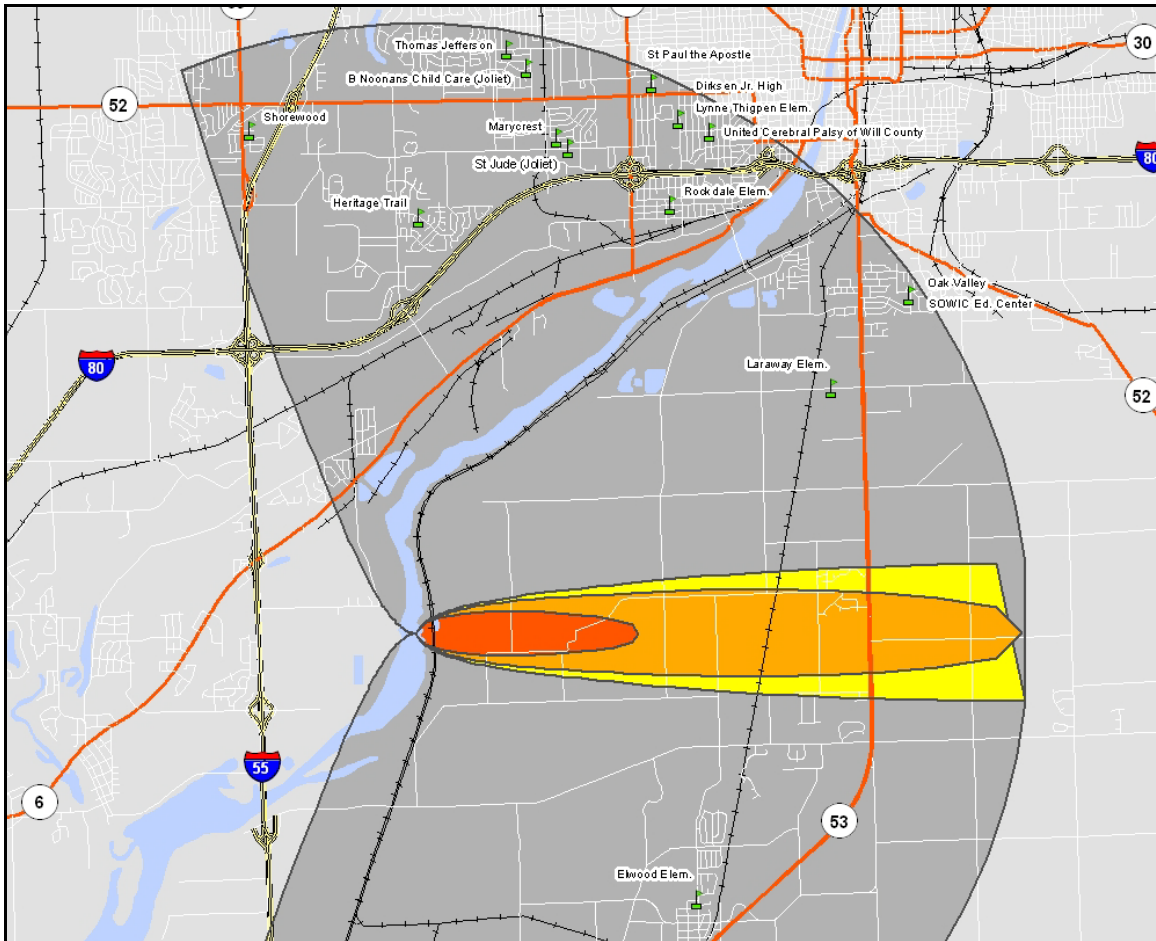 30
Thomas Jefferson
St Paul the Apostle
B Noonans Child Care (Joliet)
Dirksen Jr. High
52
Shorewood
Lynne Thigpen Elem.
Marycrest
United Cerebral Palsy of Will County
St Jude (Joliet)
80
Rockdale Elem.
Heritage Trail
Oak Valley
SOWIC Ed. Center
80
Laraway Elem.
52
55
6
53
Elwood Elem.